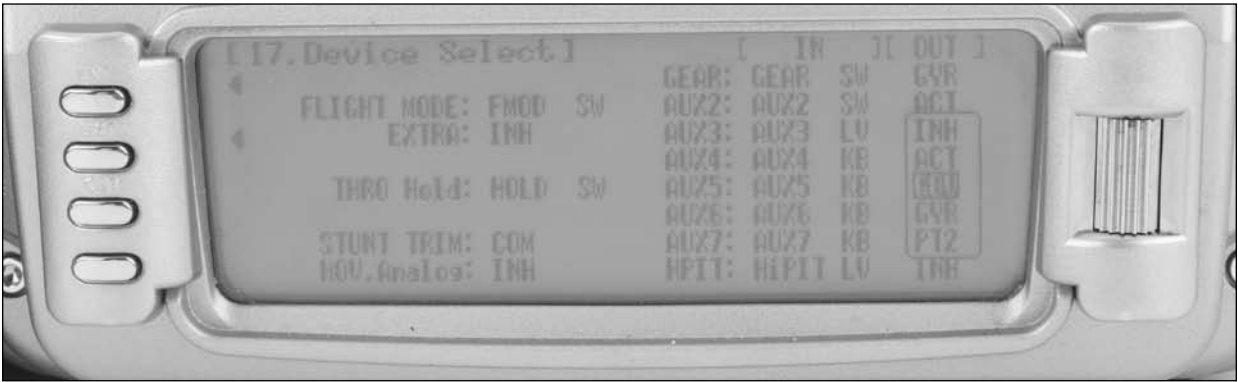 [17.Device Select] [ IN ][ OUT ]
GEAR: GEAR SW GYR
FLIGHT MODE: FMOD SW AUX2: AUX2 SW ACT
EXTRA: INH AUX3: AUX3 LV INH
AUX4: AUX4 KB ACT
THRO Hold: HOLD SW AUX5: AUX5 KB
AUX6: AUX6 KB GYR
STUNT TRIM: COM AUX7: AUX7 KB PT2
HOV.Analog: INH HPIT: HiPIT LV INH